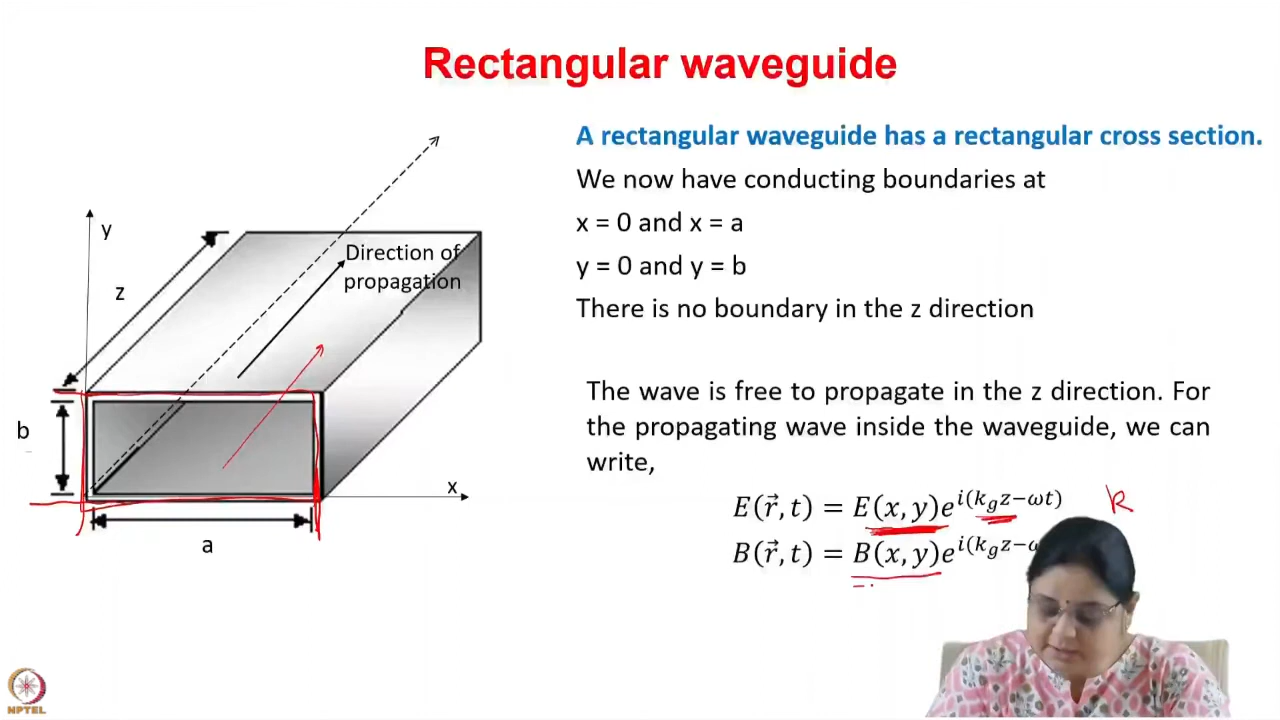 Rectangular waveguide
A rectangular waveguide has a rectangular cross section.
We now have conducting boundaries at
x = 0 and x = a
y = 0 and y = b
There is no boundary in the z direction
The wave is free to propagate in the z direction. For
the propagating wave inside the waveguide, we can
write,
E(r⃗, t) = E(x, y)e^{i(k_g z−ωt)}
k
B(r⃗, t) = B(x, y)e^{i(k_g z−
y
z
Direction of
propagation
b
x
a
NPTEL